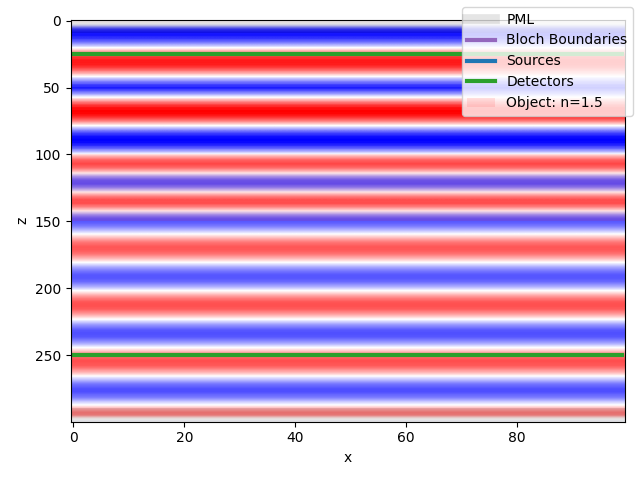 PML
Bloch Boundaries
Sources
Detectors
Object: n=1.5
0
50
100
150
200
250
z
0 20 40 60 80
x